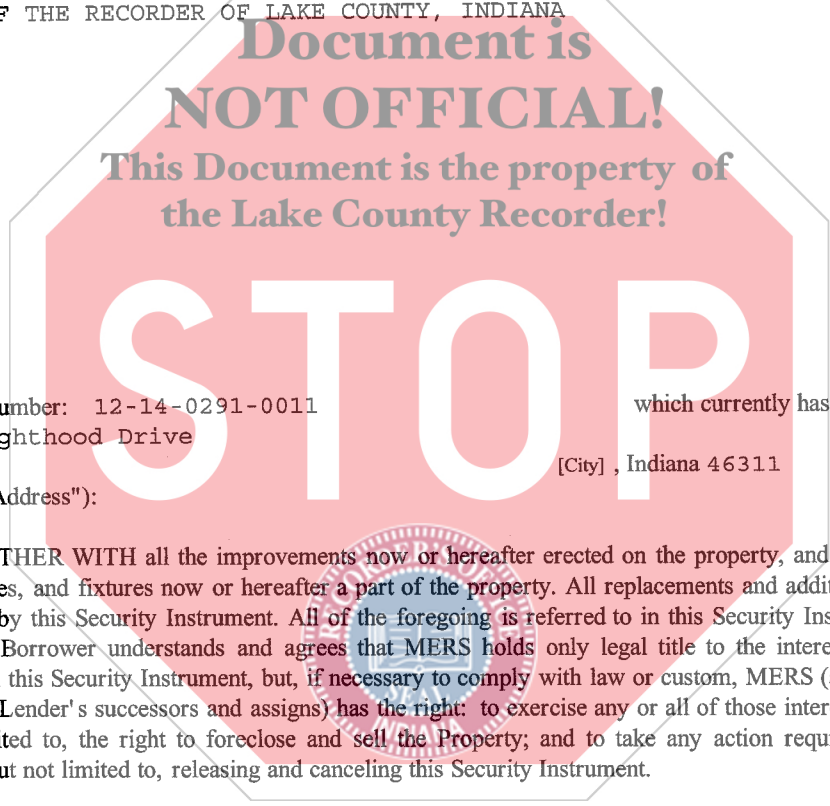 F THE RECORDER OF LAKE COUNTY, INDIANA
Document is
NOT OFFICIAL!
This Document is the property of
the Lake County Recorder!
STOP
umber: 12-14-0291-0011 which currently has
ghthood Drive
[City] , Indiana 46311
Address"):
THER WITH all the improvements now or hereafter erected on the property, and
es, and fixtures now or hereafter a part of the property. All replacements and addit
by this Security Instrument. All of the foregoing is referred to in this Security Ins
Borrower understands and agrees that MERS holds only legal title to the intere
this Security Instrument, but, if necessary to comply with law or custom, MERS (
Lender's successors and assigns) has the right: to exercise any or all of those inter
ited to, the right to foreclose and sell the Property; and to take any action requi
ut not limited to, releasing and canceling this Security Instrument.
RECORDER'S OFFICE
SEAL
INDIANA